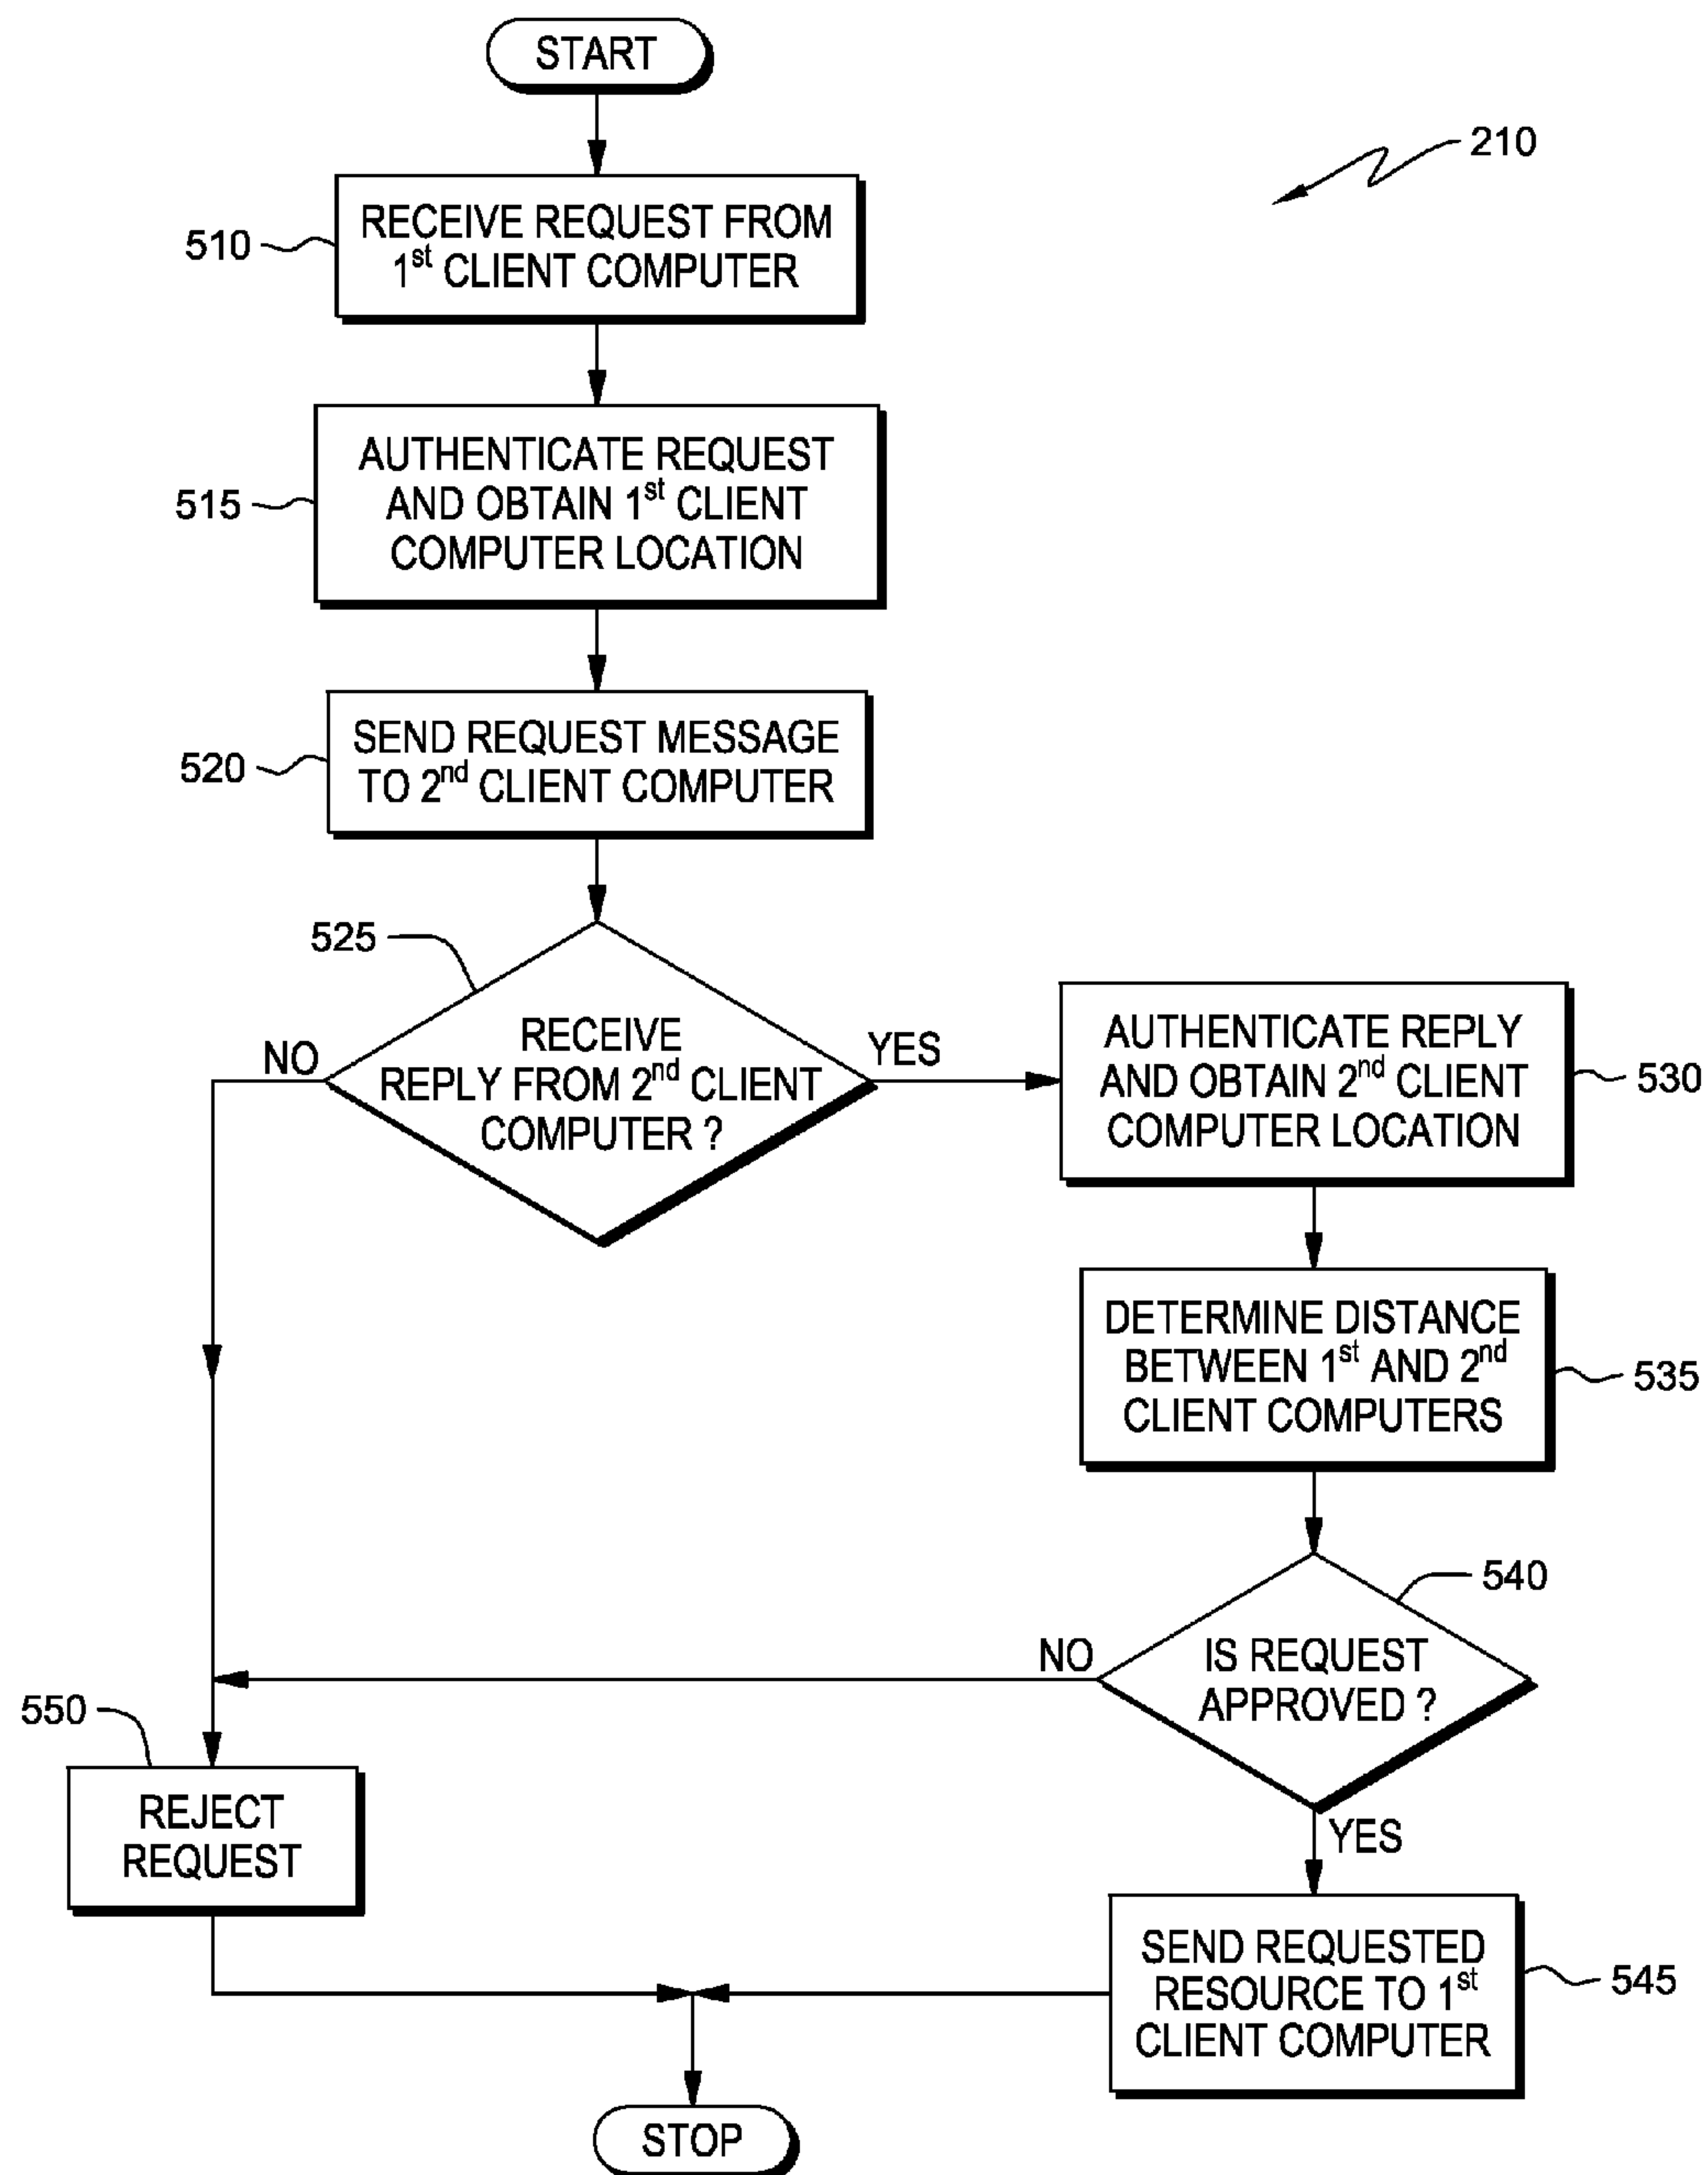 START
210
510
RECEIVE REQUEST FROM
1st CLIENT COMPUTER
515
AUTHENTICATE REQUEST
AND OBTAIN 1st CLIENT
COMPUTER LOCATION
520
SEND REQUEST MESSAGE
TO 2nd CLIENT COMPUTER
525
RECEIVE
REPLY FROM 2nd CLIENT
COMPUTER ?
NO
YES
AUTHENTICATE REPLY
AND OBTAIN 2nd CLIENT
COMPUTER LOCATION
530
DETERMINE DISTANCE
BETWEEN 1st AND 2nd
CLIENT COMPUTERS
535
540
IS REQUEST
APPROVED ?
NO
YES
550
REJECT
REQUEST
SEND REQUESTED
RESOURCE TO 1st
CLIENT COMPUTER
545
STOP